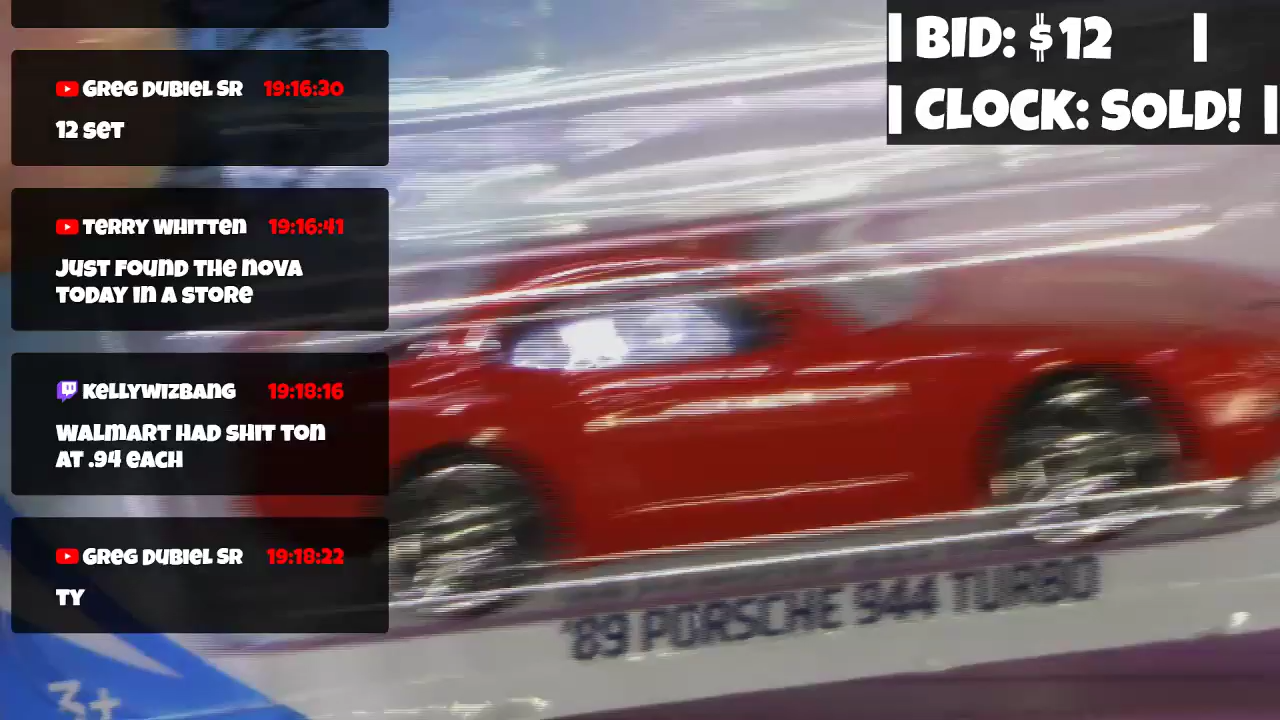 | BID: $12 |
| CLOCK: SOLD! |
Greg Dubiel Sr 19:16:30
12 set
Terry Whitten 19:16:41
Just found the nova
today in a store
Kellywizbang 19:18:16
Walmart had shit ton
at .94 each
Greg Dubiel Sr 19:18:22
TY
'89 PORSCHE 944 TURBO
3+